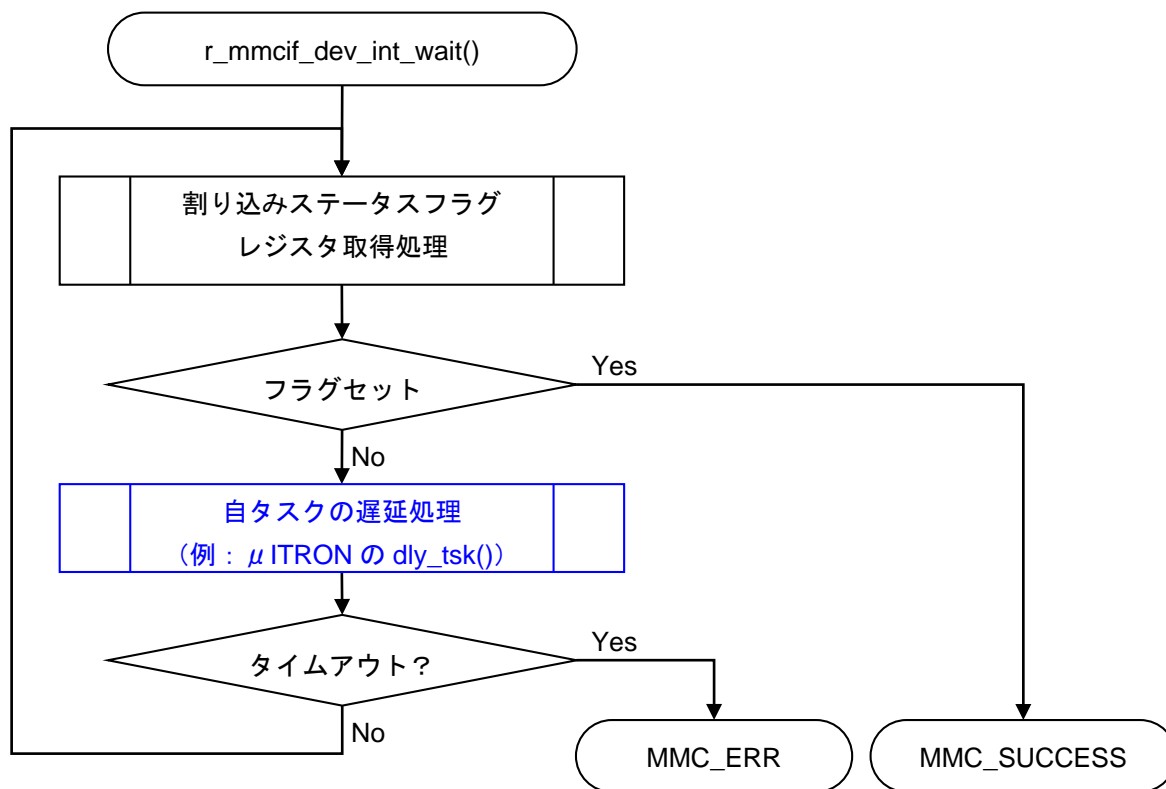 r_mmcif_dev_int_wait()
割り込みステータスフラグ
レジスタ取得処理
フラグセット
Yes
No
自タスクの遅延処理
（例：μITRON の dly_tsk()）
タイムアウト？
Yes
No
MMC_ERR
MMC_SUCCESS